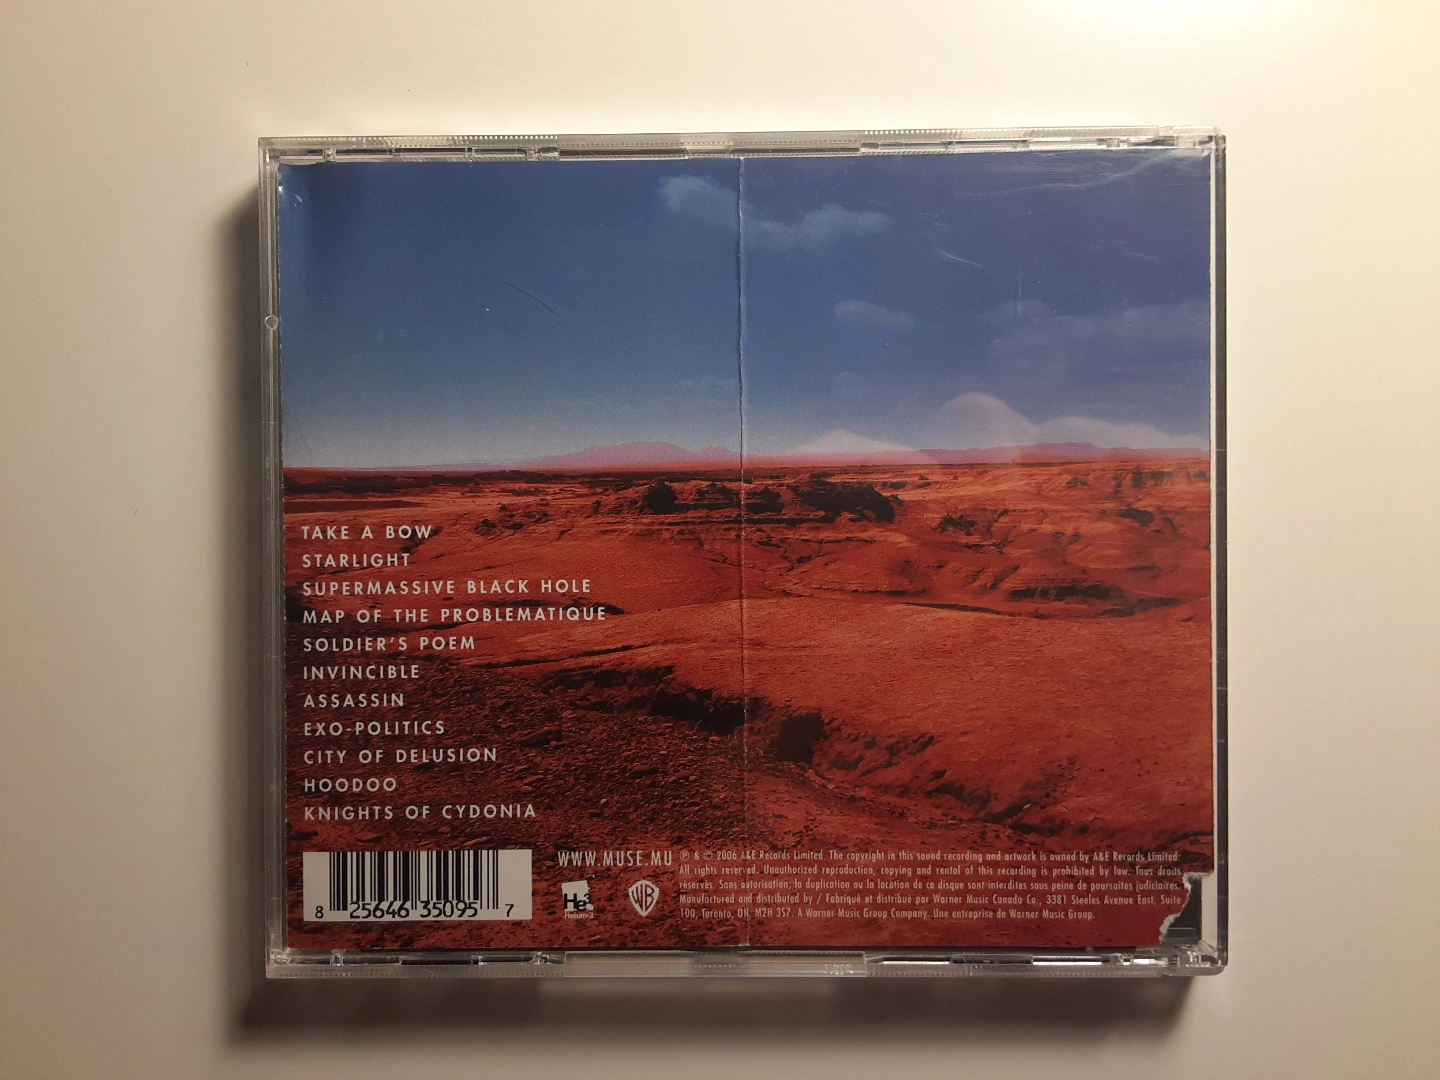 TAKE A BOW
STARLIGHT
SUPERMASSIVE BLACK HOLE
MAP OF THE PROBLEMATIQUE
SOLDIER'S POEM
INVINCIBLE
ASSASSIN
EXO-POLITICS
CITY OF DELUSION
HOODOO
KNIGHTS OF CYDONIA
8 25646 35095 7
WWW.MUSE.MU
He3
Helium-3
WB
℗ & © 2006 A&E Records Limited. The copyright in this sound recording and artwork is owned by A&E Records Limited.
All rights reserved. Unauthorized reproduction, copying and rental of this recording is prohibited by law. Tous droits
réservés. Sans autorisation, la duplication ou la location de ce disque sont interdites sous peine de poursuites judiciaires.
Manufactured and distributed by / Fabriqué et distribué par Warner Music Canada Co., 3381 Steeles Avenue East, Suite
100, Toronto, ON, M2H 3S7. A Warner Music Group Company. Une entreprise de Warner Music Group.